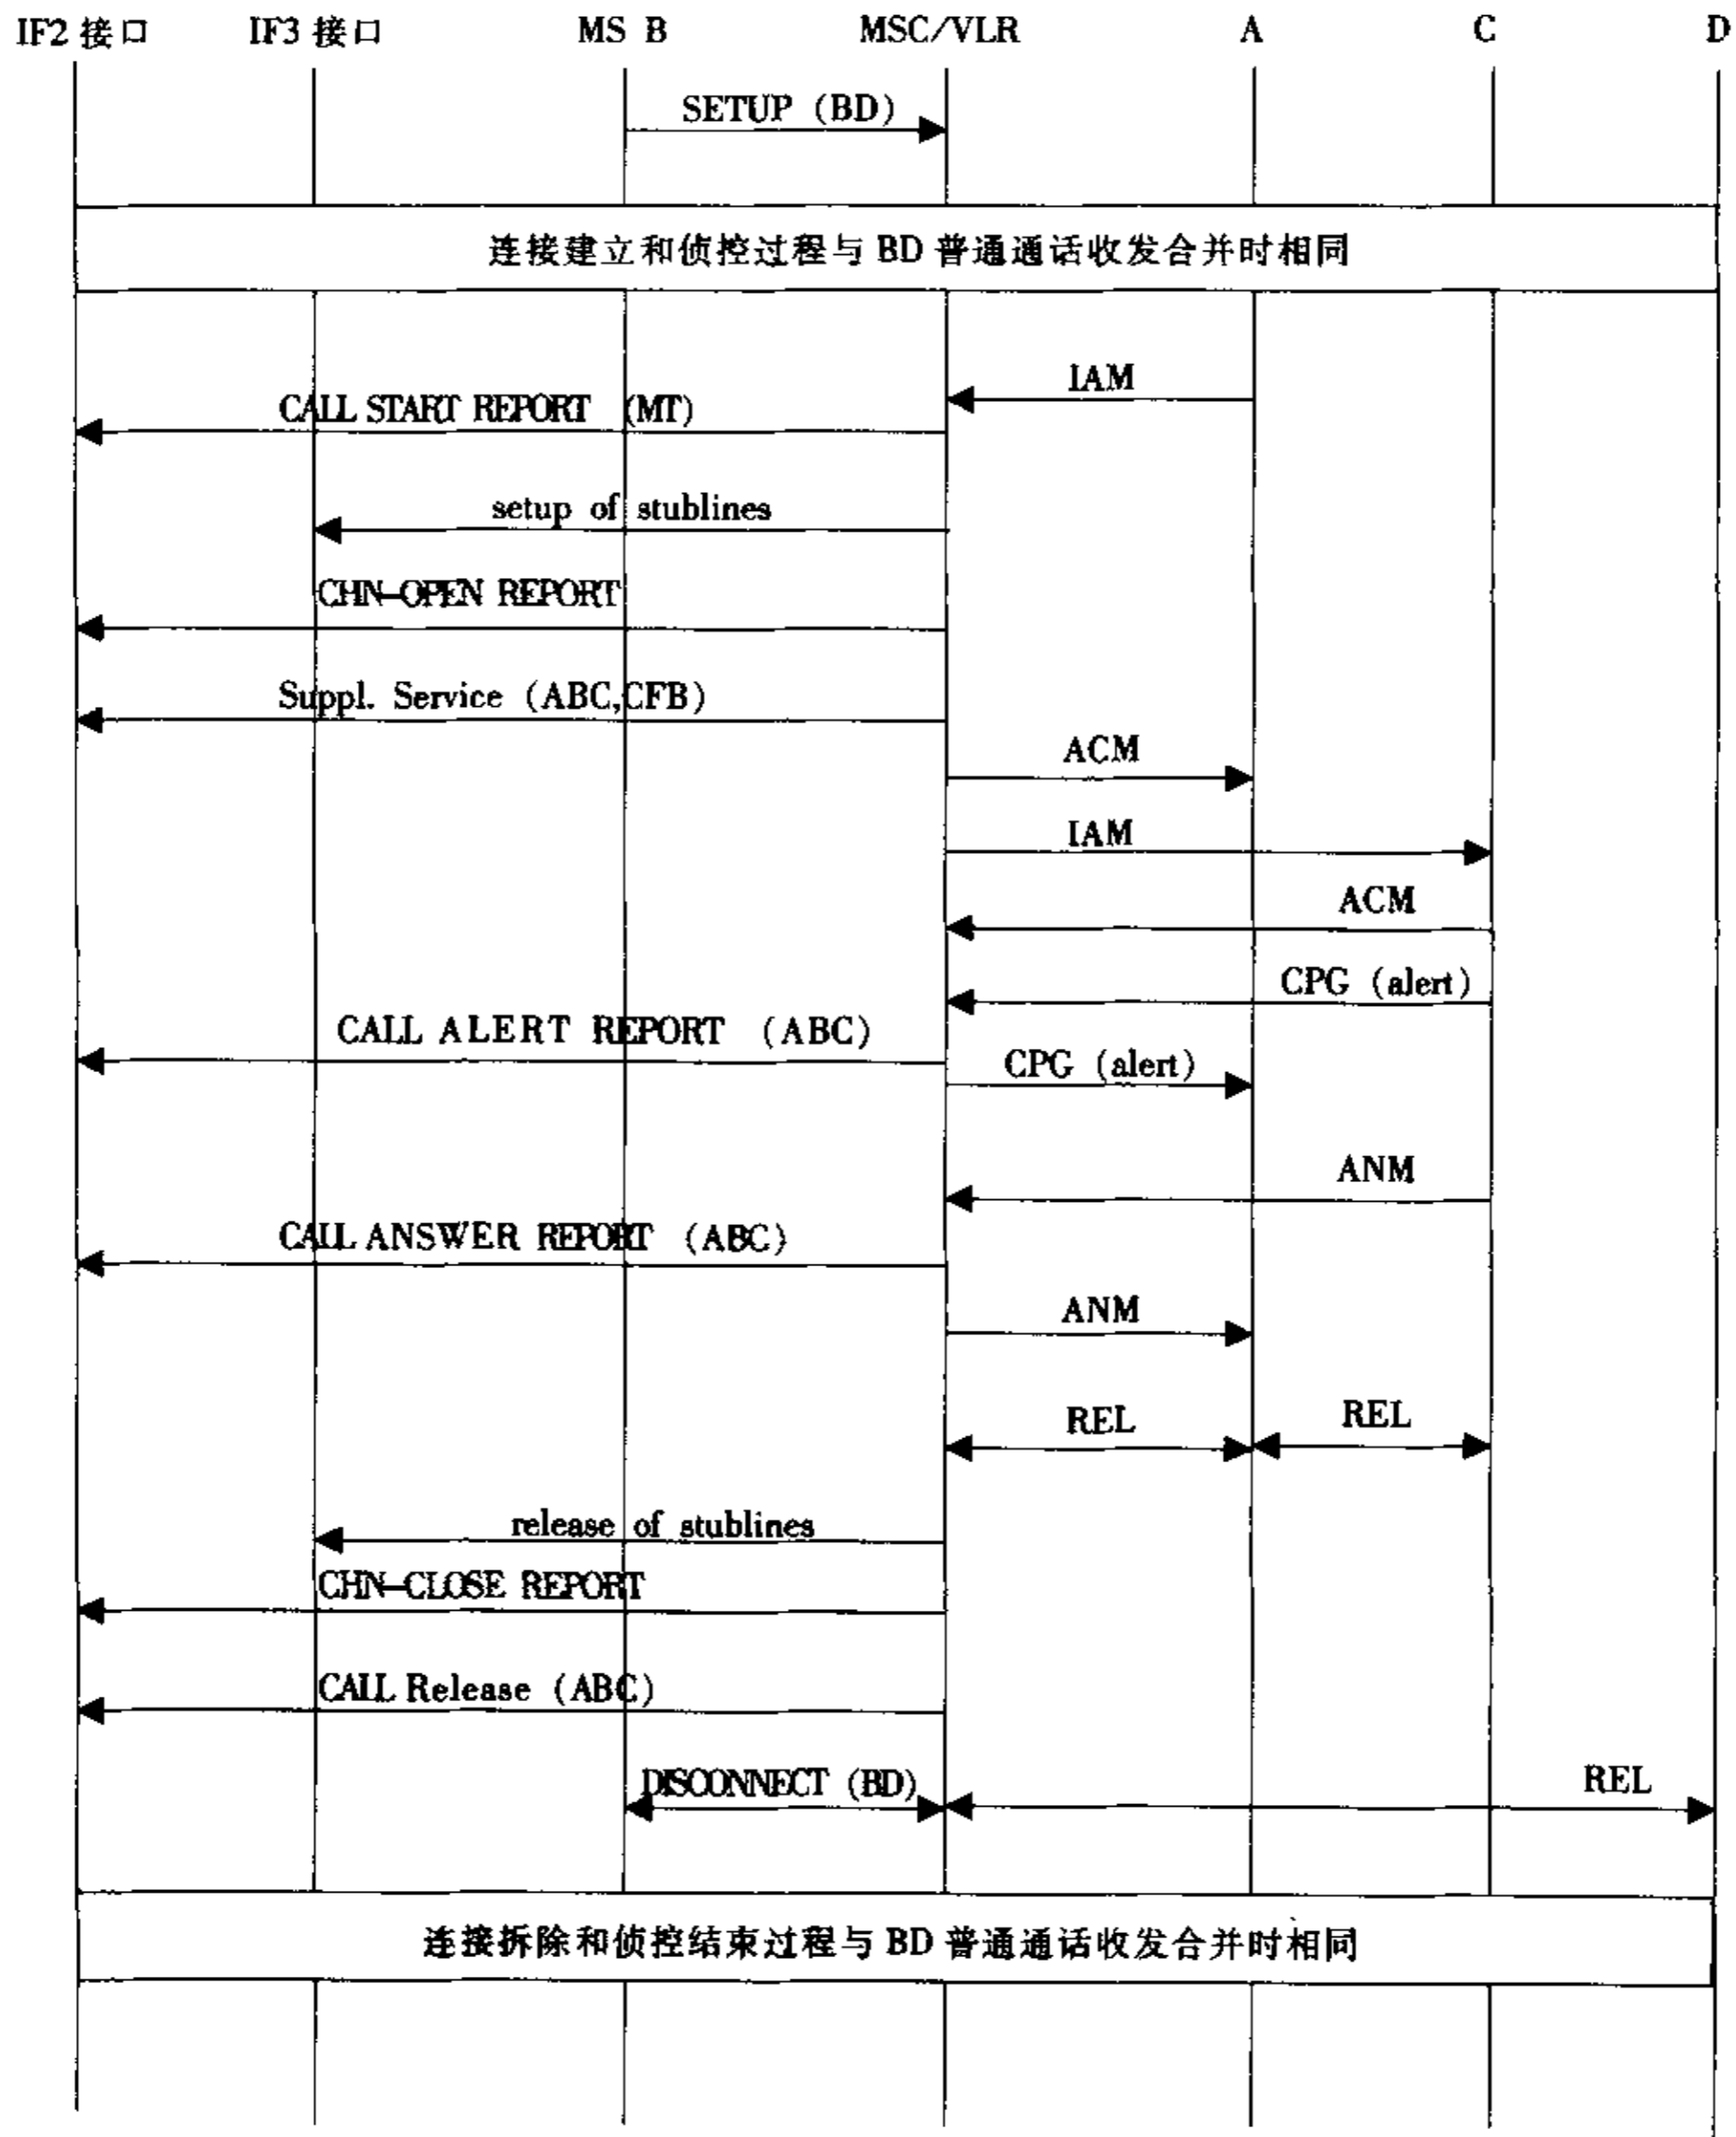 IF2 接口 IF3 接口 MS B MSC/VLR A C D
SETUP (BD)
连接建立和侦控过程与 BD 普通通话收发合并时相同
IAM
CALL START REPORT (MT)
setup of stublines
CHN-OPEN REPORT
Suppl. Service (ABC,CFB)
ACM
IAM
ACM
CPG (alert)
CALL ALERT REPORT (ABC)
CPG (alert)
ANM
CALL ANSWER REPORT (ABC)
ANM
REL REL
release of stublines
CHN-CLOSE REPORT
CALL Release (ABC)
DISCONNECT (BD) REL
连接拆除和侦控结束过程与 BD 普通通话收发合并时相同